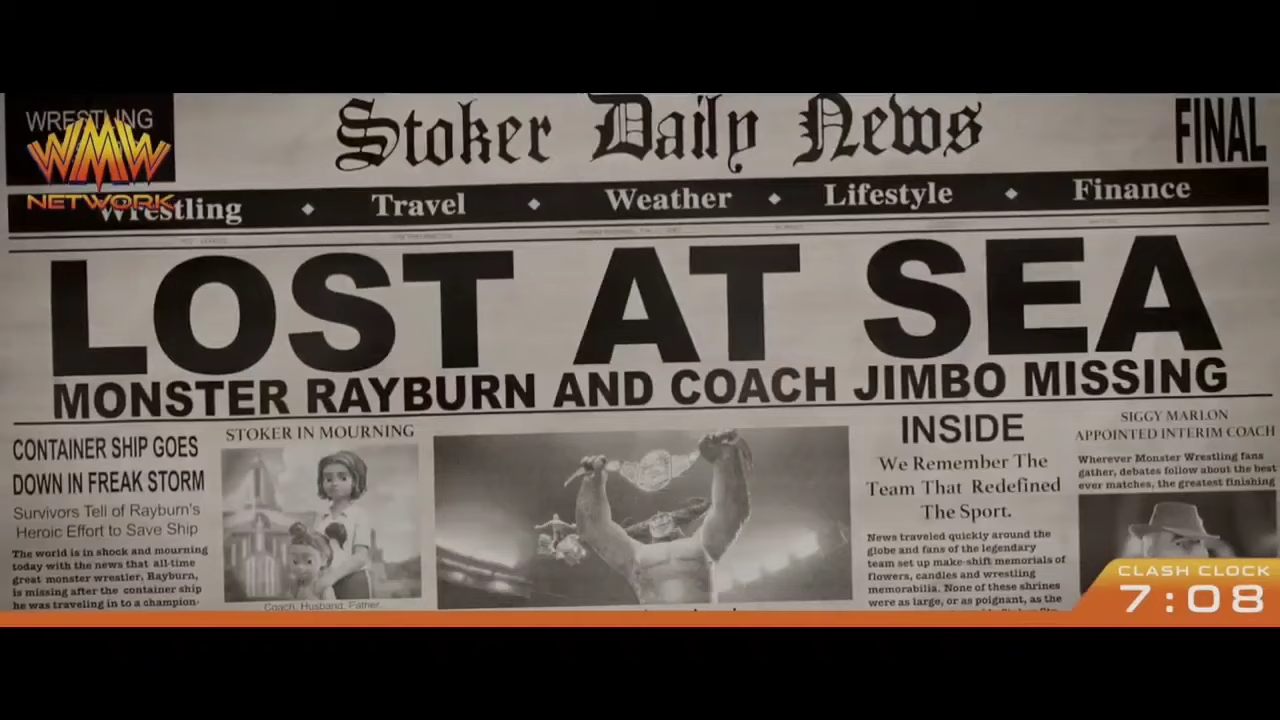 WRESTLING
WMW
NETWORK
Stoker Daily News
FINAL
Wrestling ◆ Travel ◆ Weather ◆ Lifestyle ◆ Finance
LOST AT SEA
MONSTER RAYBURN AND COACH JIMBO MISSING
CONTAINER SHIP GOES
DOWN IN FREAK STORM
Survivors Tell of Rayburn's
Heroic Effort to Save Ship
The world is in shock and mourning
today with the news that all-time
great monster wrestler, Rayburn,
is missing after the container ship
he was traveling in to a champion-
STOKER IN MOURNING
Coach, Husband, Father.
INSIDE
We Remember The
Team That Redefined
The Sport.
News traveled quickly around the
globe and fans of the legendary
team set up make-shift memorials of
flowers, candles and wrestling
memorabilia. None of these shrines
were as large, or as poignant, as the
SIGGY MARLON
APPOINTED INTERIM COACH
Wherever Monster Wrestling fans
gather, debates follow about the best
ever matches, the greatest finishing
CLASH CLOCK
7:08